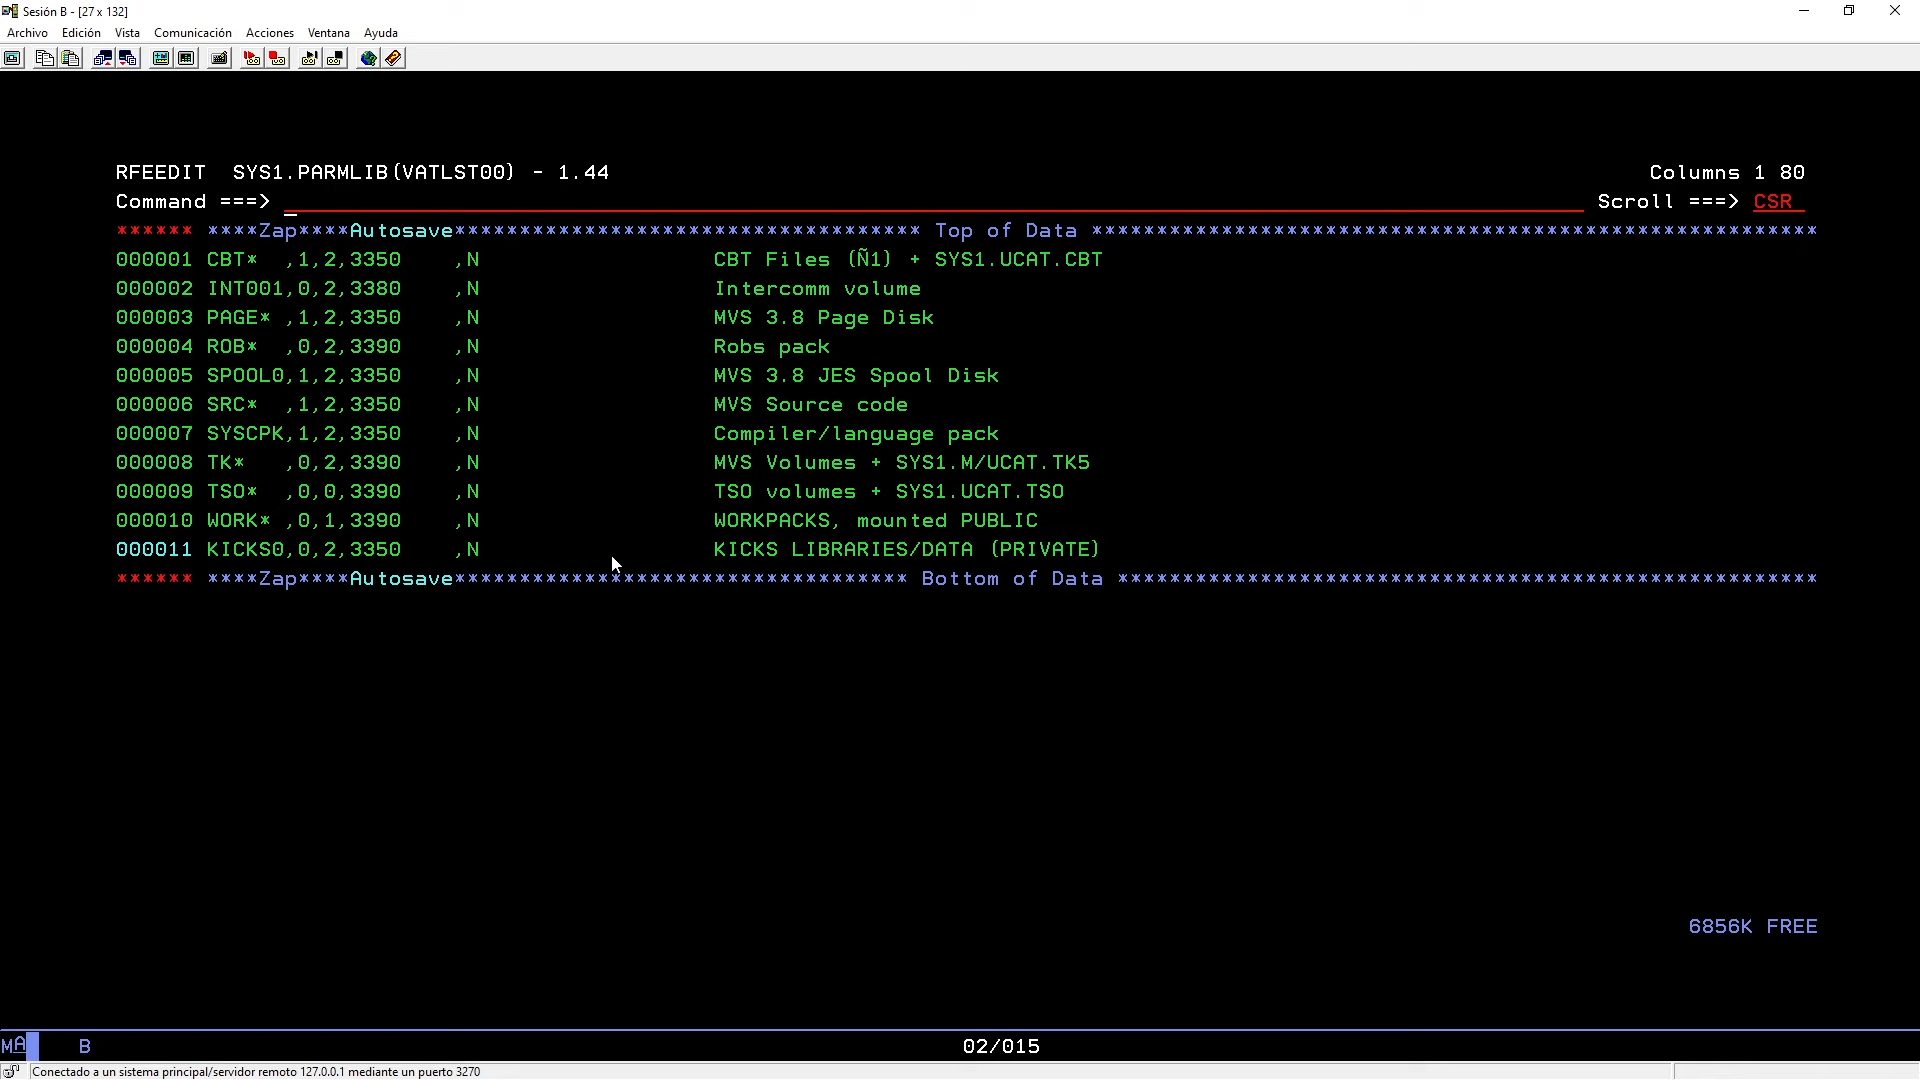 Sesión B - [27 x 132]
Archivo Edición Vista Comunicación Acciones Ventana Ayuda
RFEEDIT  SYS1.PARMLIB(VATLST00) - 1.44 Columns 1 80
Command ===> Scroll ===> CSR
****** ****Zap****Autosave************************************ Top of Data ********************************************************
000001 CBT*  ,1,2,3350    ,N                  CBT Files (Ñ1) + SYS1.UCAT.CBT
000002 INT001,0,2,3380    ,N                  Intercomm volume
000003 PAGE* ,1,2,3350    ,N                  MVS 3.8 Page Disk
000004 ROB*  ,0,2,3390    ,N                  Robs pack
000005 SPOOL0,1,2,3350    ,N                  MVS 3.8 JES Spool Disk
000006 SRC*  ,1,2,3350    ,N                  MVS Source code
000007 SYSCPK,1,2,3350    ,N                  Compiler/language pack
000008 TK*   ,0,2,3390    ,N                  MVS Volumes + SYS1.M/UCAT.TK5
000009 TSO*  ,0,0,3390    ,N                  TSO volumes + SYS1.UCAT.TSO
000010 WORK* ,0,1,3390    ,N                  WORKPACKS, mounted PUBLIC
000011 KICKS0,0,2,3350    ,N                  KICKS LIBRARIES/DATA (PRIVATE)
****** ****Zap****Autosave*********************************** Bottom of Data ******************************************************
6856K FREE
MA B 02/015
Conectado a un sistema principal/servidor remoto 127.0.0.1 mediante un puerto 3270